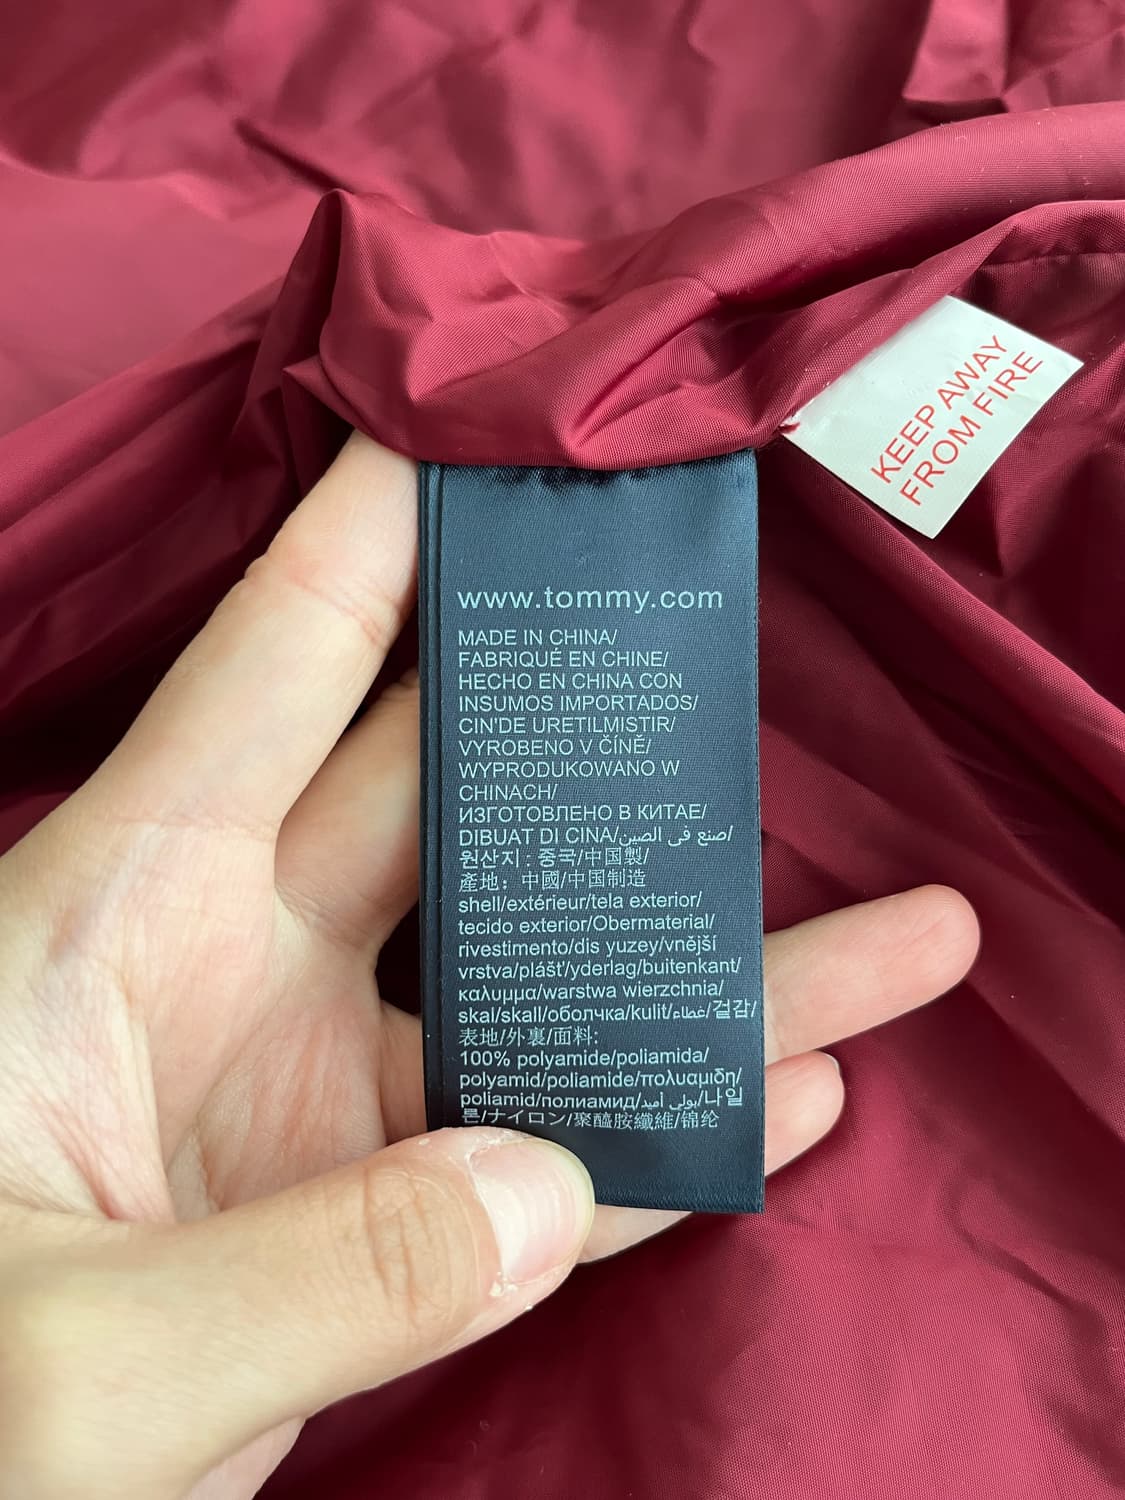 KEEP AWAY
FROM FIRE
www.tommy.com
MADE IN CHINA/
FABRIQUÉ EN CHINE/
HECHO EN CHINA CON
INSUMOS IMPORTADOS/
CIN'DE URETILMISTIR/
VYROBENO V ČÍNĚ/
WYPRODUKOWANO W
CHINACH/
ИЗГОТОВЛЕНО В КИТАЕ/
DIBUAT DI CINA/صنع في الصين/
원산지 : 중국/中国製/
產地：中國/中国制造
shell/extérieur/tela exterior/
tecido exterior/Obermaterial/
rivestimento/dis yuzey/vnější
vrstva/plášt'/yderlag/buitenkant/
καλυμμα/warstwa wierzchnia/
skal/skall/оболчка/kulit/غطاء/겉감/
表地/外裏/面料:
100% polyamide/poliamida/
polyamid/poliamide/πολυαμιδη/
poliamid/полиамид/بولي أميد/나일
론/ナイロン/聚醯胺纖維/锦纶